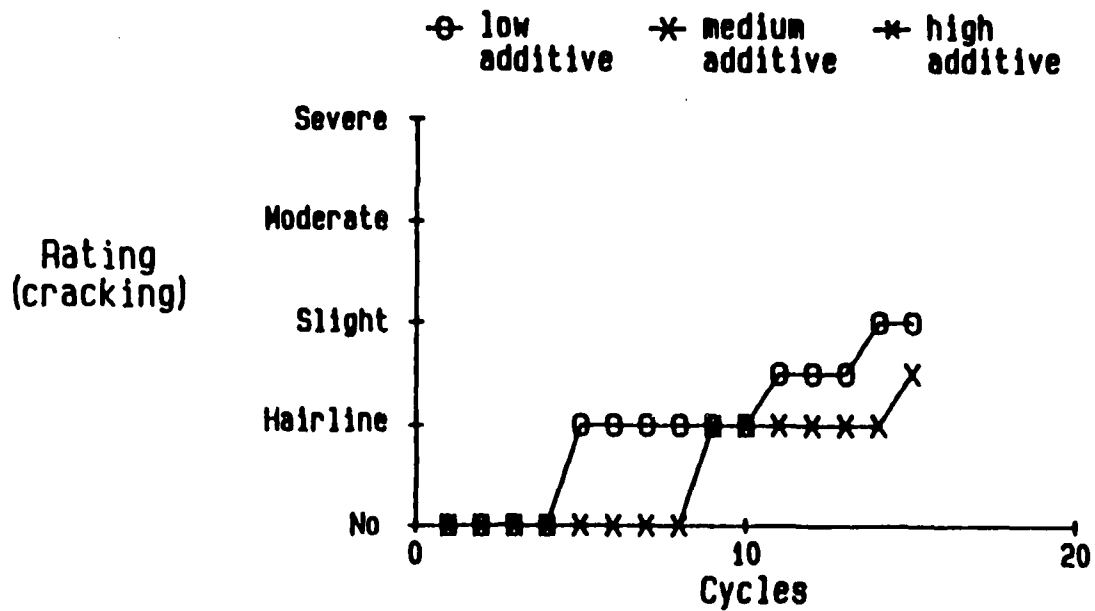 low additive
medium additive
high additive
Severe
Moderate
Rating
(cracking)
Slight
Hairline
No
0
10
20
Cycles